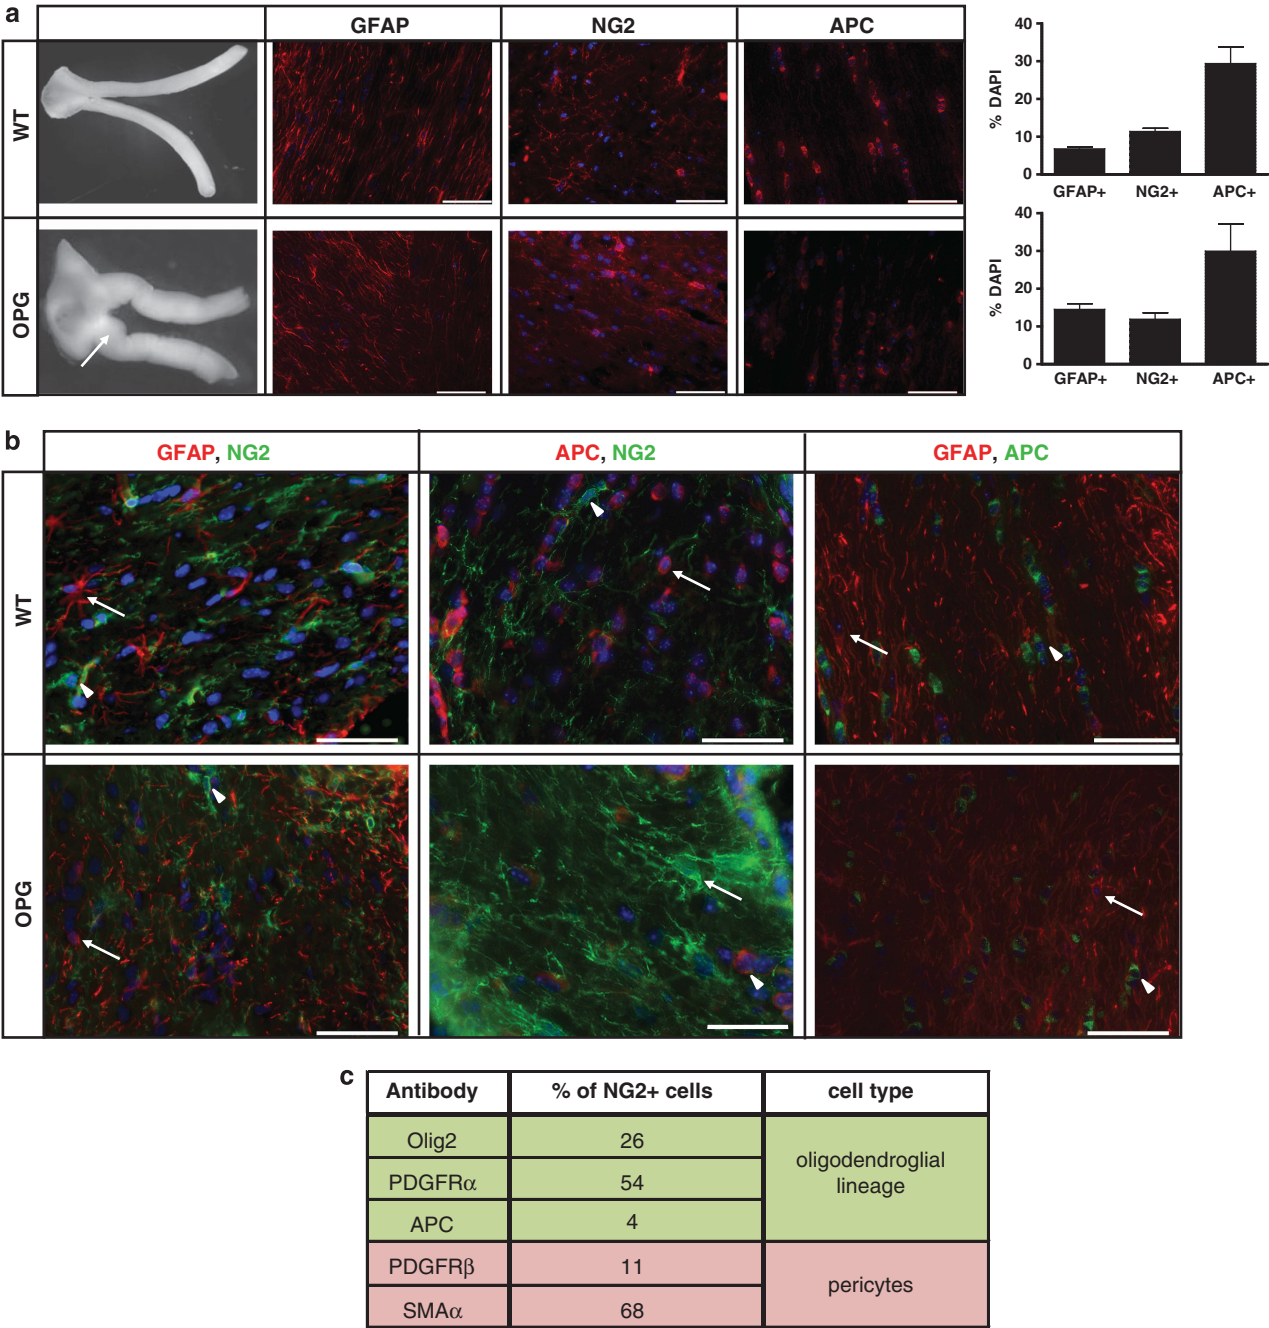 a
GFAP NG2 APC
WT
OPG
40
30
20
10
0
% DAPI
GFAP+ NG2+ APC+
40
30
20
10
0
% DAPI
GFAP+ NG2+ APC+
b
GFAP, NG2 APC, NG2 GFAP, APC
WT
OPG
c
Antibody % of NG2+ cells cell type
Olig2 26
PDGFRα 54
APC 4
oligodendroglial
lineage
PDGFRβ 11
SMAα 68
pericytes